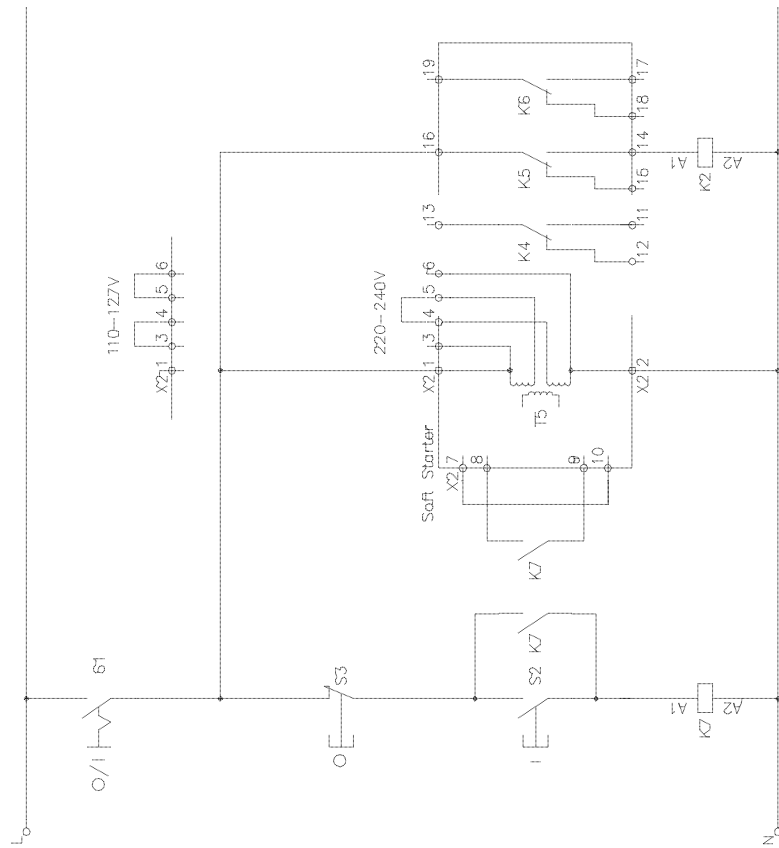 L
O/I S1 110-127V
X2 1 3 4 5 6
O S3
220-240V
Soft Starter X2 1 3 4 5 6 13 16 19
X2 7
8
K4 K5 K6
I S2 K7 K7 T5
9
10
X2 2 12 11 15 14 18 17
A1 A1
K7 K2
A2 A2
N